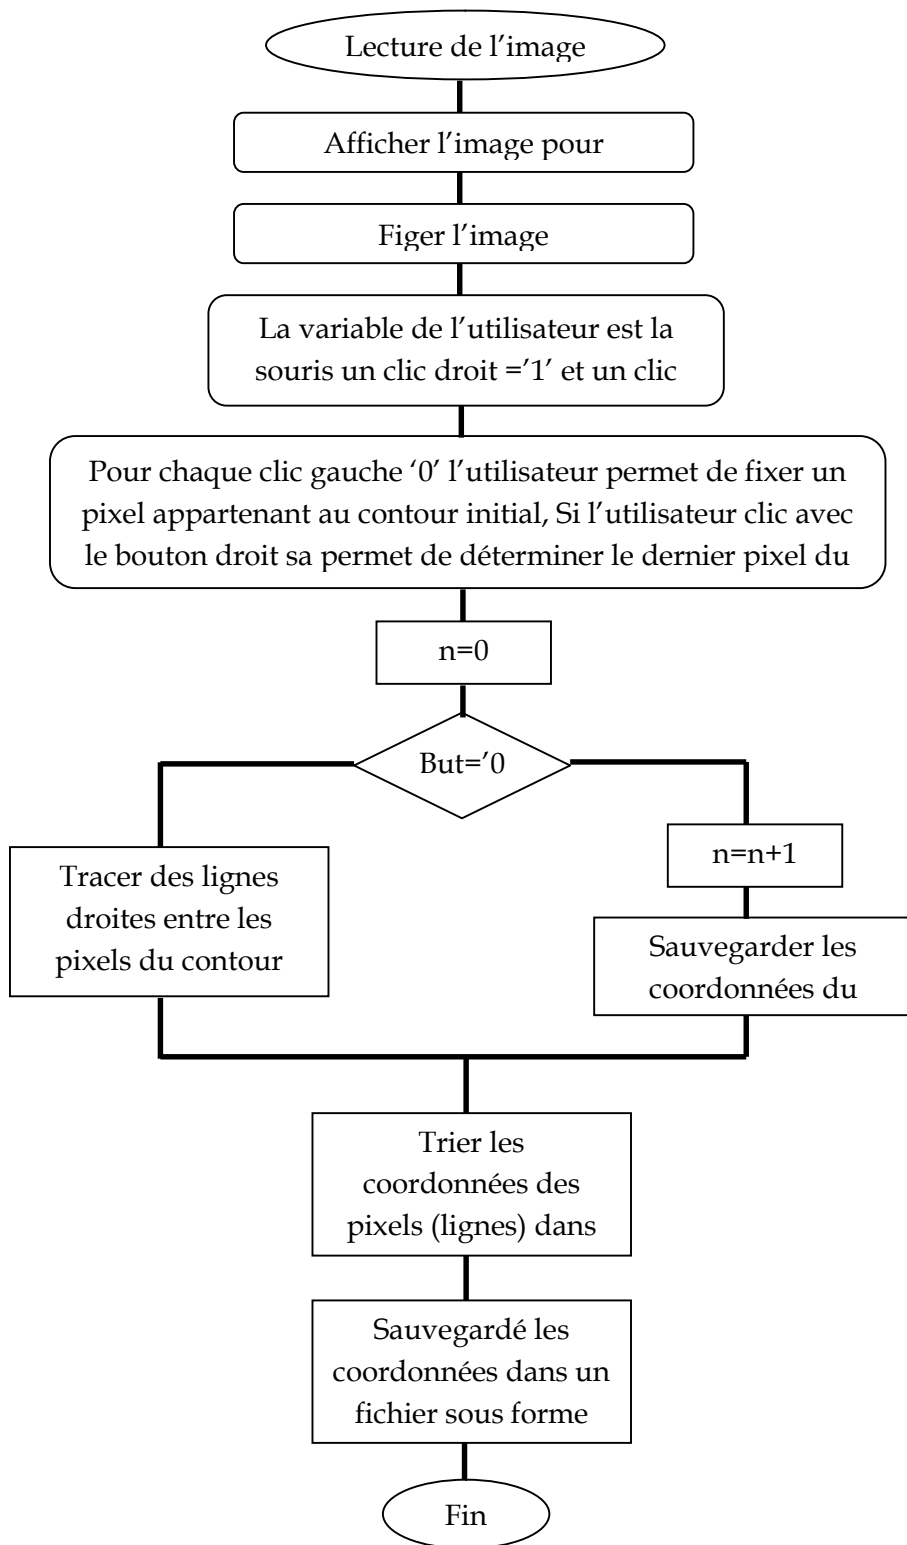 Lecture de l’image
Afficher l’image pour
Figer l’image
La variable de l’utilisateur est la
souris un clic droit =’1’ et un clic
Pour chaque clic gauche ‘0’ l’utilisateur permet de fixer un
pixel appartenant au contour initial, Si l’utilisateur clic avec
le bouton droit sa permet de déterminer le dernier pixel du
n=0
But=’0
Tracer des lignes
droites entre les
pixels du contour
n=n+1
Sauvegarder les
coordonnées du
Trier les
coordonnées des
pixels (lignes) dans
Sauvegardé les
coordonnées dans un
fichier sous forme
Fin